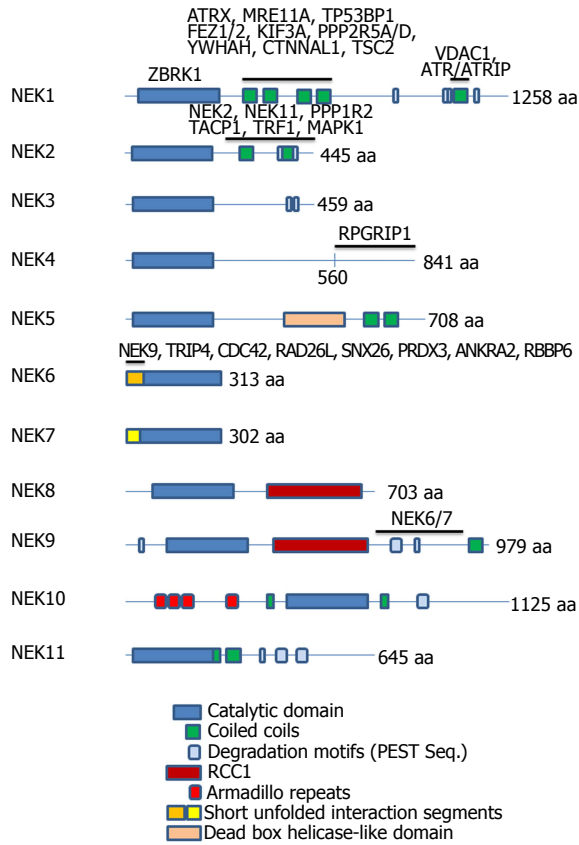 ATRX, MRE11A, TP53BP1
FEZ1/2, KIF3A, PPP2R5A/D,
YWHAH, CTNNAL1, TSC2
VDAC1,
ATR/ATRIP
ZBRK1
NEK1
1258 aa
NEK2, NEK11, PPP1R2
TACP1, TRF1, MAPK1
NEK2
445 aa
NEK3
459 aa
RPGRIP1
NEK4
841 aa
560
NEK5
708 aa
NEK9, TRIP4, CDC42, RAD26L, SNX26, PRDX3, ANKRA2, RBBP6
NEK6
313 aa
NEK7
302 aa
NEK8
703 aa
NEK6/7
NEK9
979 aa
NEK10
1125 aa
NEK11
645 aa
Catalytic domain
Coiled coils
Degradation motifs (PEST Seq.)
RCC1
Armadillo repeats
Short unfolded interaction segments
Dead box helicase-like domain